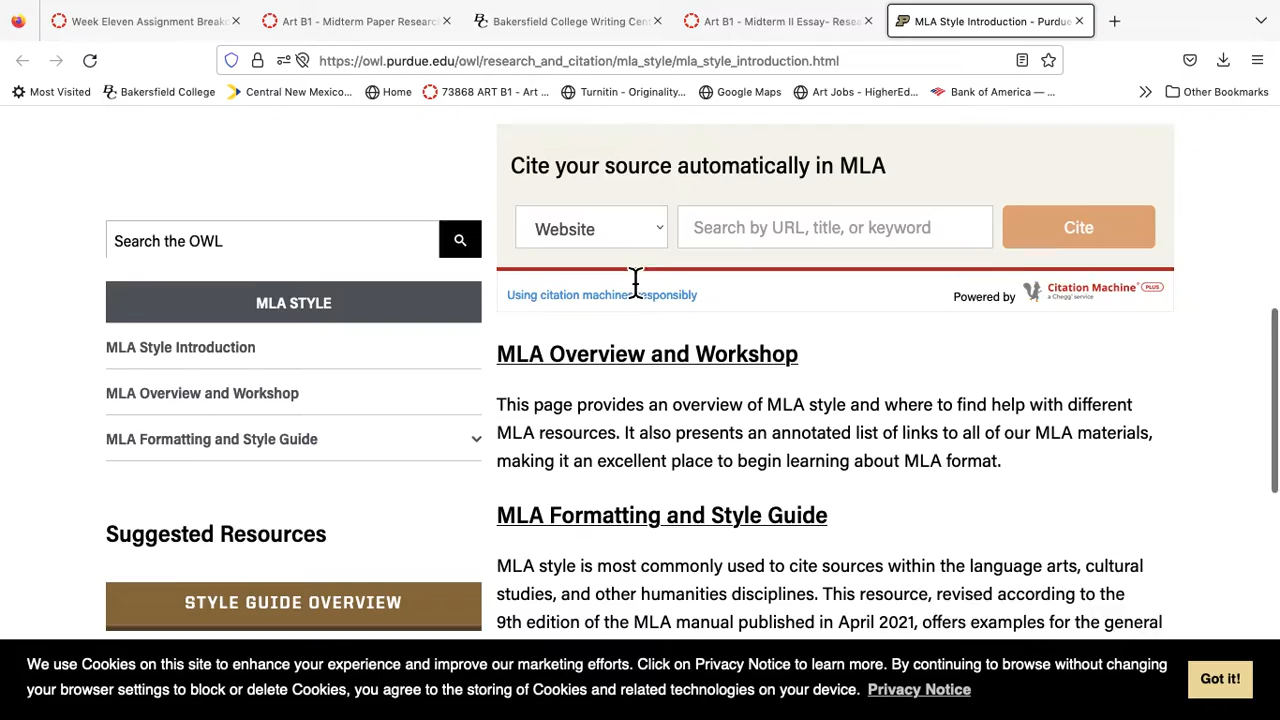 Week Eleven Assignment Breako
Art B1 - Midterm Paper Research
Bakersfield College Writing Cent
Art B1 - Midterm II Essay- Resea
MLA Style Introduction - Purdue
https://owl.purdue.edu/owl/research_and_citation/mla_style/mla_style_introduction.html
Most Visited
Bakersfield College
Central New Mexico...
Home
73868 ART B1 - Art ...
Turnitin - Originality...
Google Maps
Art Jobs - HigherEd...
Bank of America — ...
Other Bookmarks
Cite your source automatically in MLA
Website
Search by URL, title, or keyword
Cite
Using citation machines responsibly
Powered by
Citation Machine PLUS
a Chegg service
Search the OWL
MLA STYLE
MLA Style Introduction
MLA Overview and Workshop
MLA Formatting and Style Guide
Suggested Resources
STYLE GUIDE OVERVIEW
MLA Overview and Workshop
This page provides an overview of MLA style and where to find help with different
MLA resources. It also presents an annotated list of links to all of our MLA materials,
making it an excellent place to begin learning about MLA format.
MLA Formatting and Style Guide
MLA style is most commonly used to cite sources within the language arts, cultural
studies, and other humanities disciplines. This resource, revised according to the
9th edition of the MLA manual published in April 2021, offers examples for the general
We use Cookies on this site to enhance your experience and improve our marketing efforts. Click on Privacy Notice to learn more. By continuing to browse without changing
your browser settings to block or delete Cookies, you agree to the storing of Cookies and related technologies on your device. Privacy Notice
Got it!